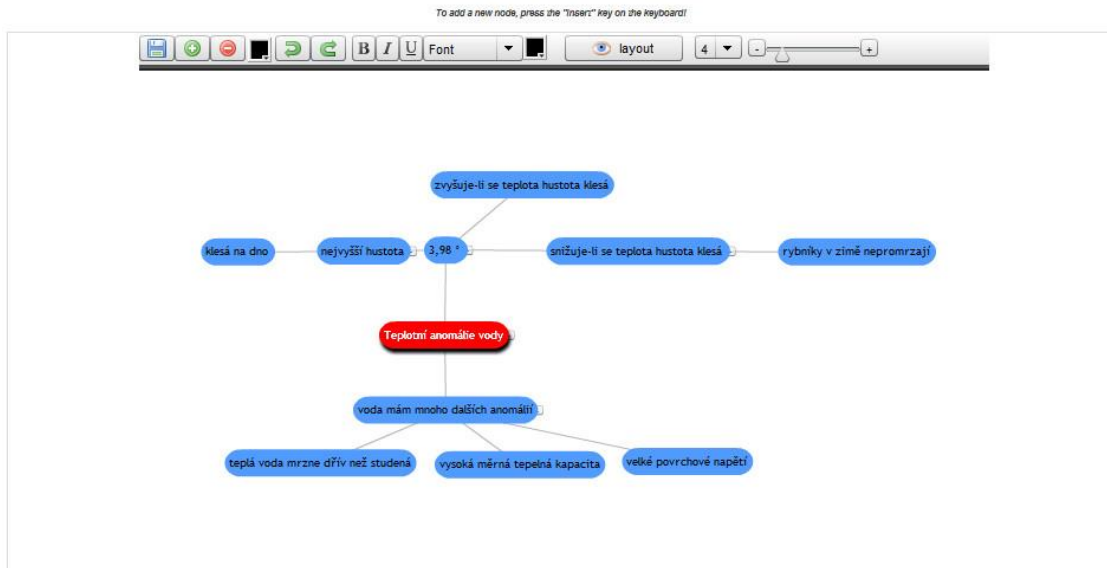 To add a new node, press the "Insert" key on the keyboard!
B I U Font layout 4 - +
zvyšuje-li se teplota hustota klesá
klesá na dno
nejvyšší hustota
3,98 °
snižuje-li se teplota hustota klesá
rybníky v zimě nepromrzají
Teplotní anomálie vody
voda mám mnoho dalších anomálií
teplá voda mrzne dřív než studená
vysoká měrná tepelná kapacita
velké povrchové napětí